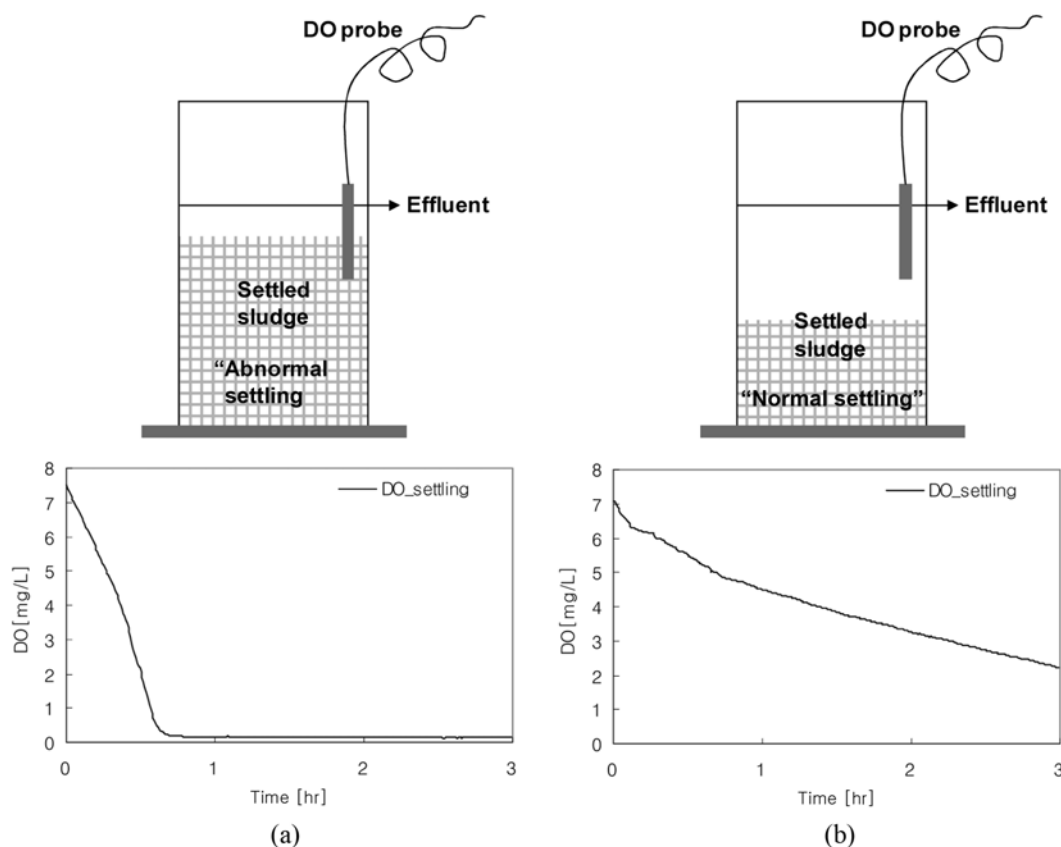 DO probe
Effluent
Settled
sludge
“Abnormal
settling
DO probe
Effluent
Settled
sludge
“Normal settling”
8
7
6
5
4
3
2
1
0
DO[mg/L]
DO_settling
0 1 2 3
Time [hr]
(a)
8
7
6
5
4
3
2
1
0
DO[mg/L]
DO_settling
0 1 2 3
Time [hr]
(b)